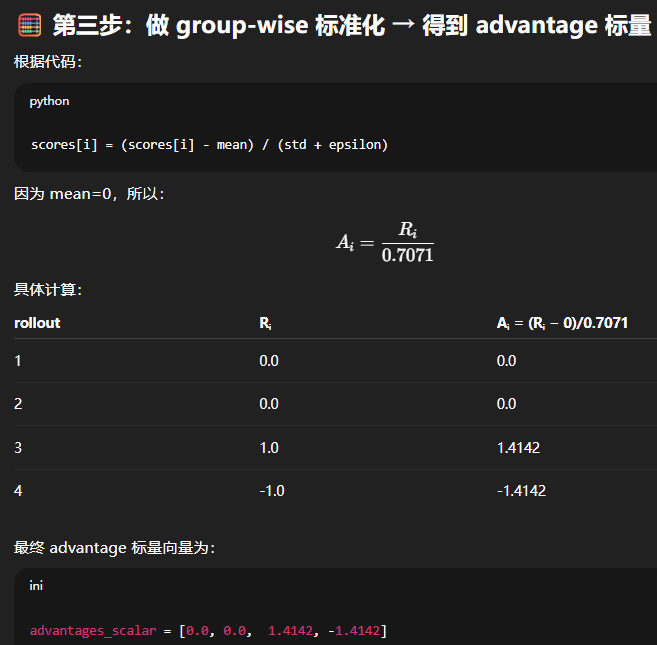 🧮 第三步：做 group-wise 标准化 → 得到 advantage 标量
根据代码：
python
scores[i] = (scores[i] - mean) / (std + epsilon)
因为 mean=0，所以：
Aᵢ = Rᵢ / 0.7071
具体计算：
rollout Rᵢ Aᵢ = (Rᵢ − 0)/0.7071
1 0.0 0.0
2 0.0 0.0
3 1.0 1.4142
4 -1.0 -1.4142
最终 advantage 标量向量为：
ini
advantages_scalar = [0.0, 0.0,  1.4142, -1.4142]